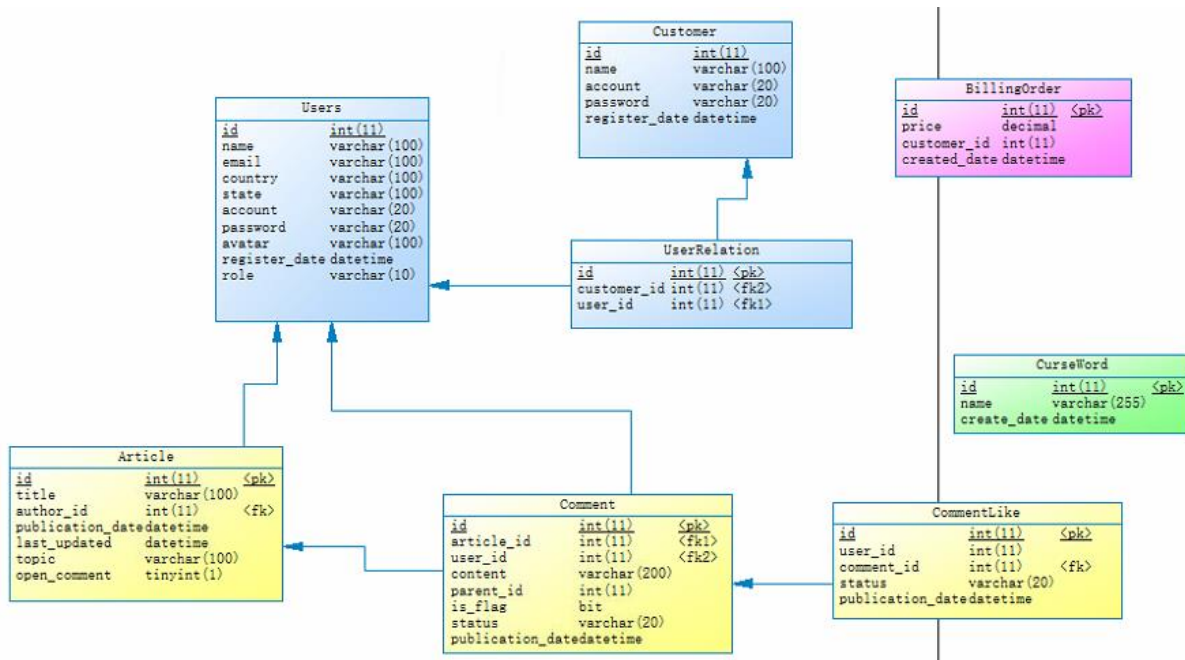 Customer
id int(11)
name varchar(100)
account varchar(20)
password varchar(20)
register_date datetime
BillingOrder
id int(11) <pk>
price decimal
customer_id int(11)
created_date datetime
Users
id int(11)
name varchar(100)
email varchar(100)
country varchar(100)
state varchar(100)
account varchar(20)
password varchar(20)
avatar varchar(100)
register_date datetime
role varchar(10)
UserRelation
id int(11) <pk>
customer_id int(11) <fk2>
user_id int(11) <fk1>
CurseWord
id int(11) <pk>
name varchar(255)
create_date datetime
Article
id int(11) <pk>
title varchar(100)
author_id int(11) <fk>
publication_date datetime
last_updated datetime
topic varchar(100)
open_comment tinyint(1)
Comment
id int(11) <pk>
article_id int(11) <fk1>
user_id int(11) <fk2>
content varchar(200)
parent_id int(11)
is_flag bit
status varchar(20)
publication_date datetime
CommentLike
id int(11) <pk>
user_id int(11)
comment_id int(11) <fk>
status varchar(20)
publication_date datetime